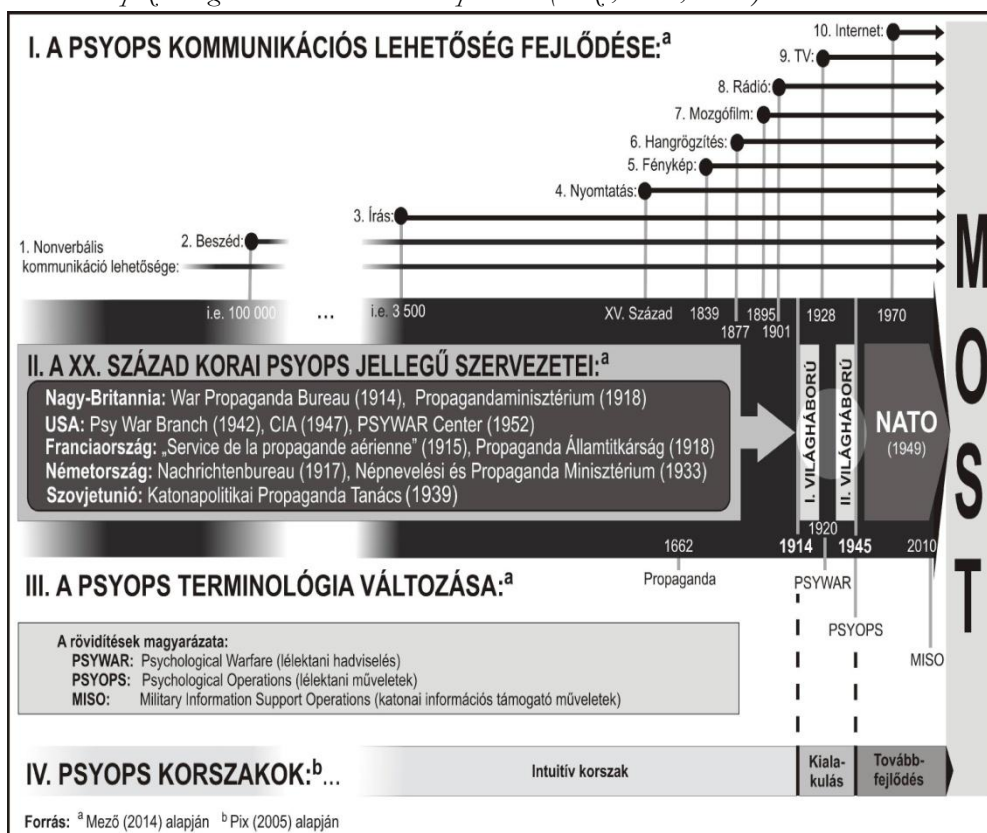 I. A PSYOPS KOMMUNIKÁCIÓS LEHETŐSÉG FEJLŐDÉSE:a
10. Internet:
9. TV:
8. Rádió:
7. Mozgófilm:
6. Hangrögzítés:
5. Fénykép:
4. Nyomtatás:
3. Írás:
2. Beszéd:
1. Nonverbális
kommunikáció lehetősége:
i.e. 100 000
...
i.e. 3 500
XV. Század
1839
1877
1895
1901
1928
1970
MOST
II. A XX. SZÁZAD KORAI PSYOPS JELLEGŰ SZERVEZETEI:a
Nagy-Britannia: War Propaganda Bureau (1914), Propagandaminisztérium (1918)
USA: Psy War Branch (1942), CIA (1947), PSYWAR Center (1952)
Franciaország: „Service de la propagande aérienne” (1915), Propaganda Államtitkárság (1918)
Németország: Nachrichtenbureau (1917), Népnevelési és Propaganda Minisztérium (1933)
Szovjetunió: Katonapolitikai Propaganda Tanács (1939)
I. VILÁGHÁBORÚ
II. VILÁGHÁBORÚ
NATO
(1949)
1662
1914
1920
1945
2010
Propaganda
PSYWAR
PSYOPS
MISO
III. A PSYOPS TERMINOLÓGIA VÁLTOZÁSA:a
A rövidítések magyarázata:
PSYWAR: Psychological Warfare (lélektani hadviselés)
PSYOPS: Psychological Operations (lélektani műveletek)
MISO: Military Information Support Operations (katonai információs támogató műveletek)
IV. PSYOPS KORSZAKOK:b...
Intuitív korszak
Kiala-
kulás
Tovább-
fejlődés
Forrás: a Mező (2014) alapján b Pix (2005) alapján